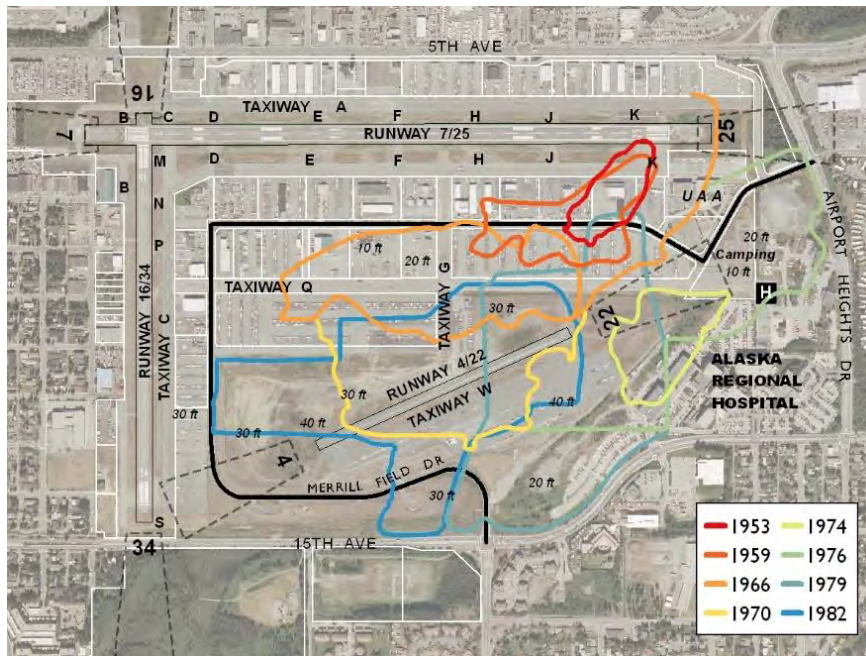 5TH AVE
16
TAXIWAY A
B C D E F H J K
7
RUNWAY 7/25
25
M D E F H J K
B
N
UAA
P
10 ft
20 ft
20 ft
Camping
10 ft
AIRPORT HEIGHTS DR
TAXIWAY Q
TAXIWAY G
H
RUNWAY 16/34
TAXIWAY C
30 ft
22
RUNWAY 4/22
TAXIWAY W
ALASKA
REGIONAL
HOSPITAL
30 ft
30 ft
30 ft
40 ft
40 ft
4
MERRILL FIELD DR
30 ft
20 ft
S
34
15TH AVE
1953
1959
1966
1970
1974
1976
1979
1982